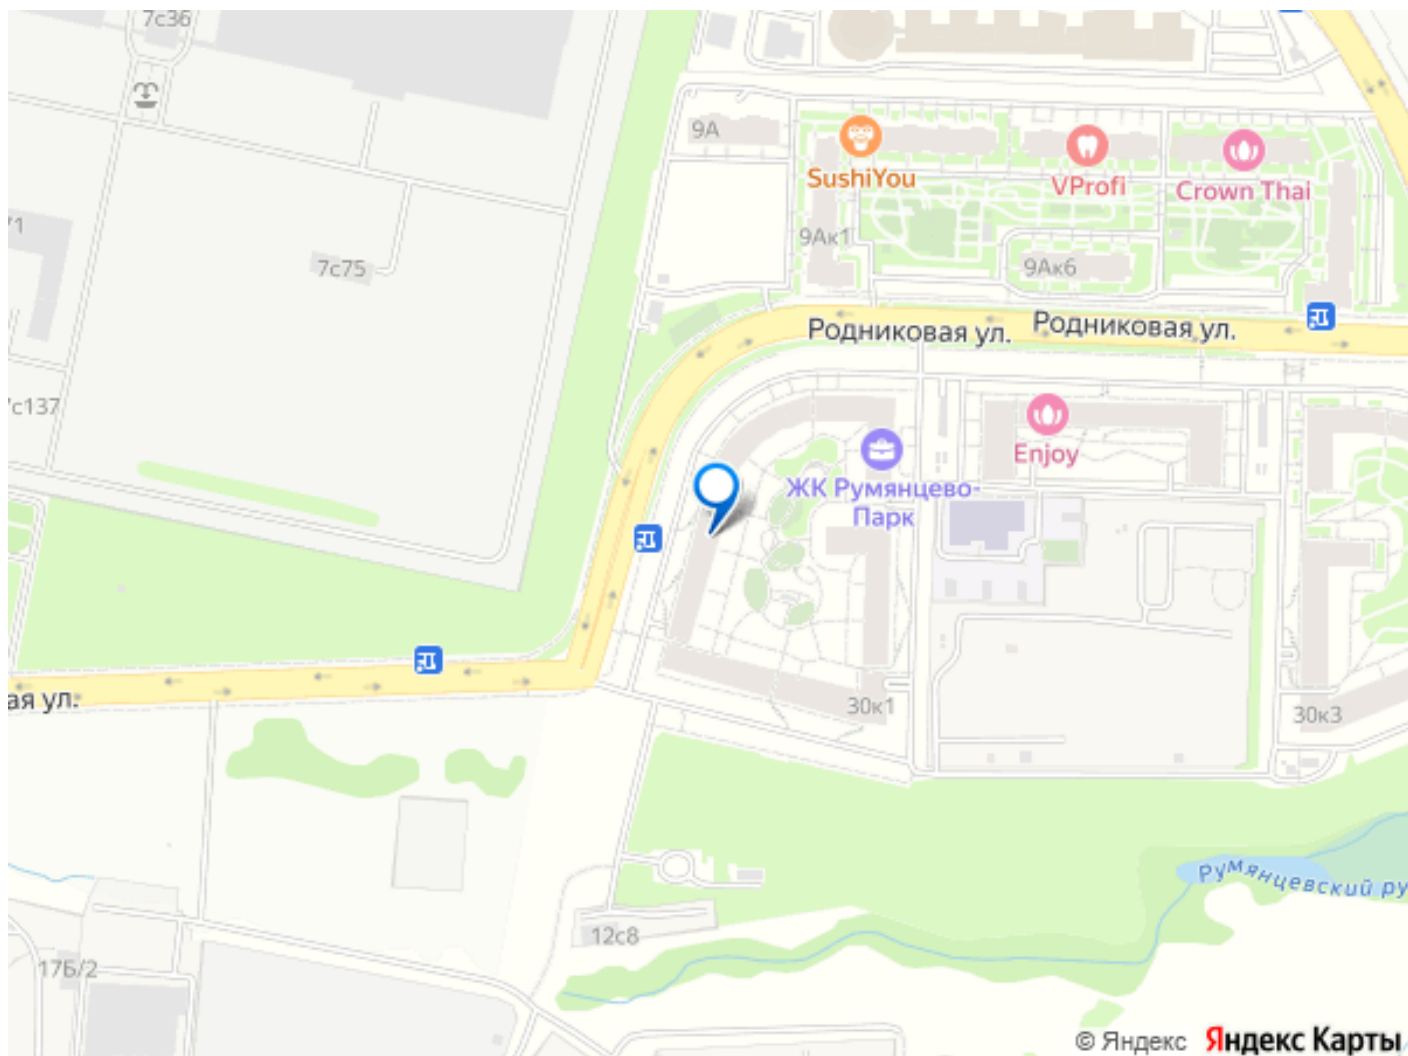 7с36
9А
SushiYou
VProfi
Crown Thai
9Ак1
9Ак6
7с75
Родниковая ул.
Родниковая ул.
с137
Enjoy
ЖК Румянцево-
Парк
30к1
30к3
ая ул.
Румянцевский ру
12с8
17Б/2
© Яндекс Яндекс Карты